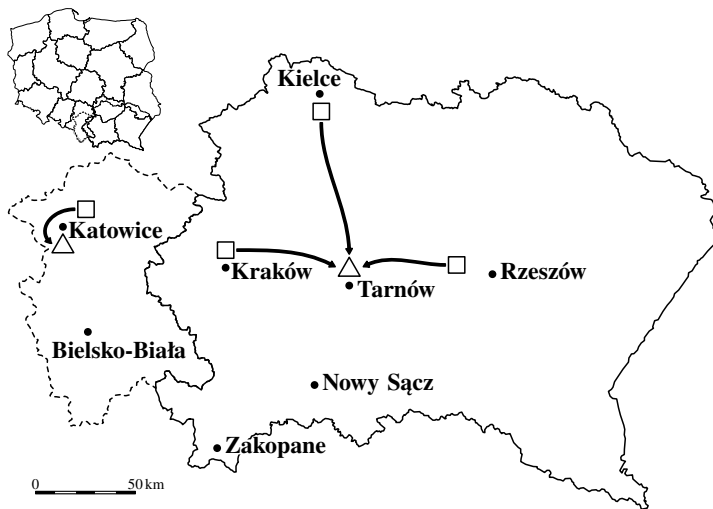 Kielce
Katowice
Kraków
Rzeszów
Tarnów
Bielsko-Biała
Nowy Sącz
Zakopane
0 50 km